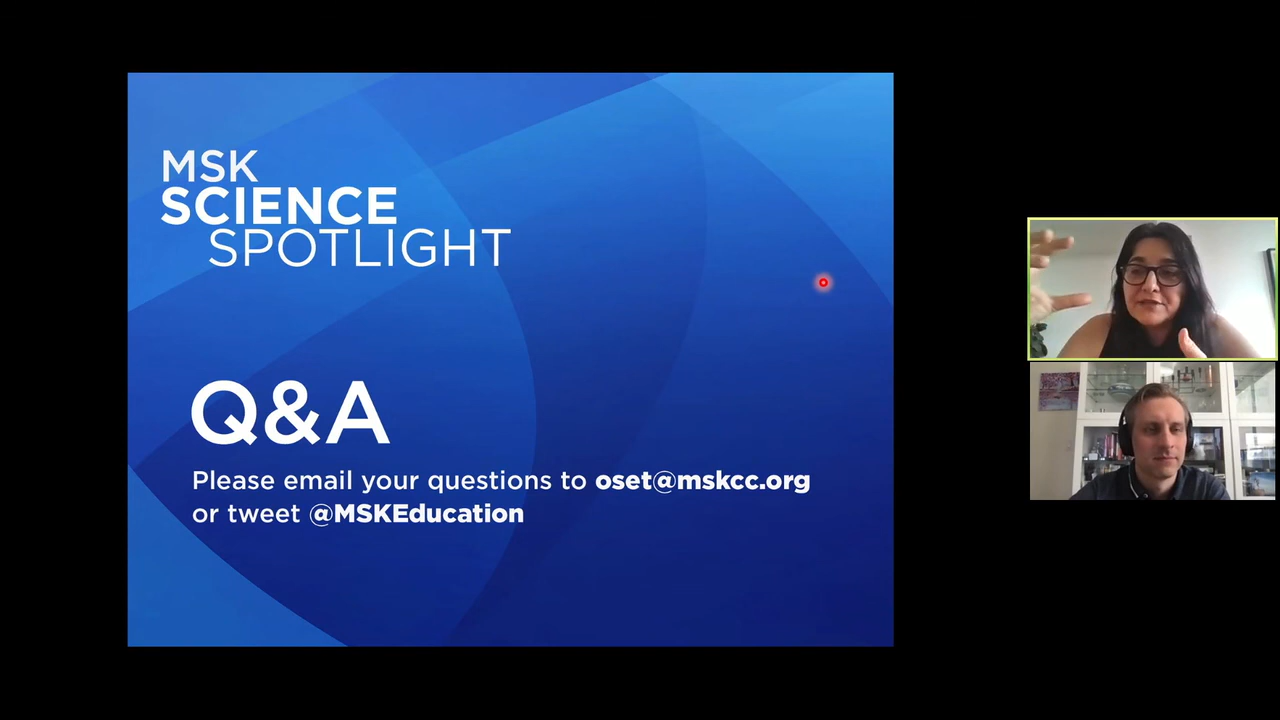 MSK
SCIENCE
SPOTLIGHT
Q&A
Please email your questions to oset@mskcc.org
or tweet @MSKEducation